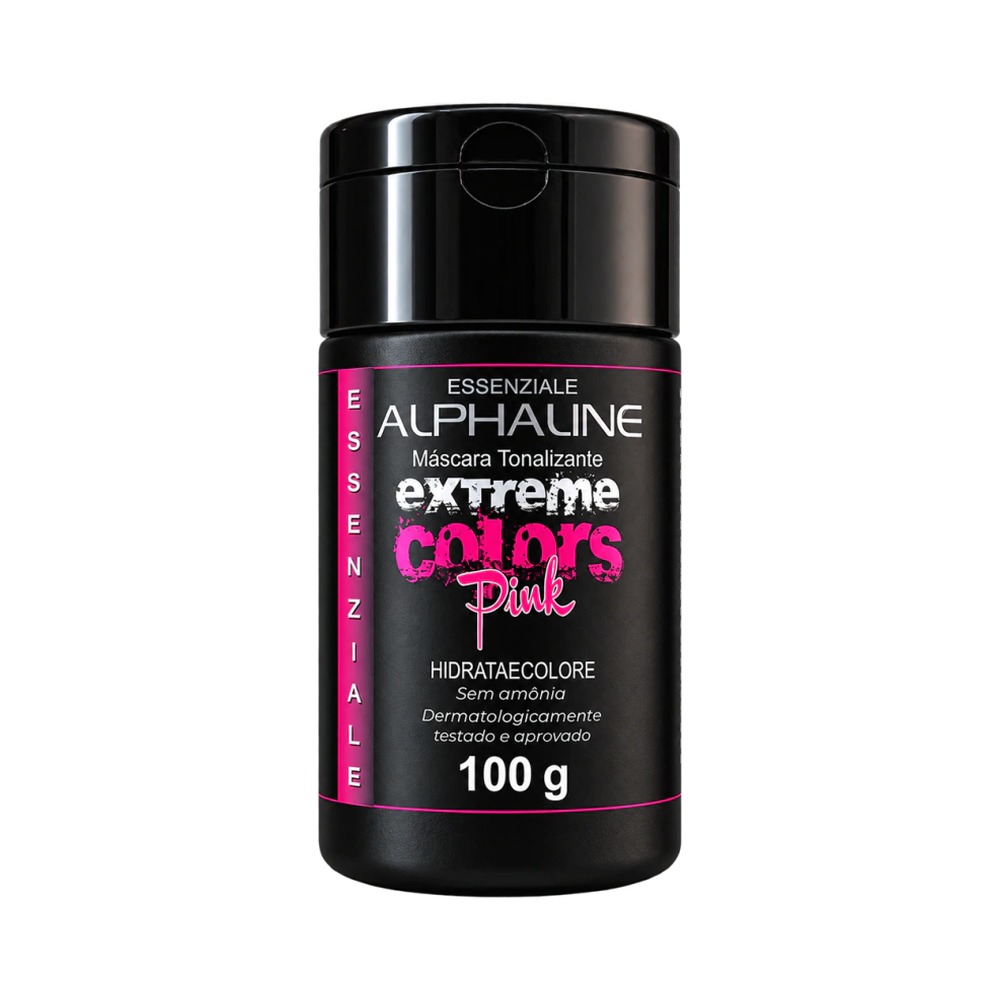 ESSENZIALE
ESSENZIALE
ALPHALINE
Máscara Tonalizante
extreme
colors
Pink
HIDRATAECOLORE
Sem amônia
Dermatologicamente
testado e aprovado
100 g